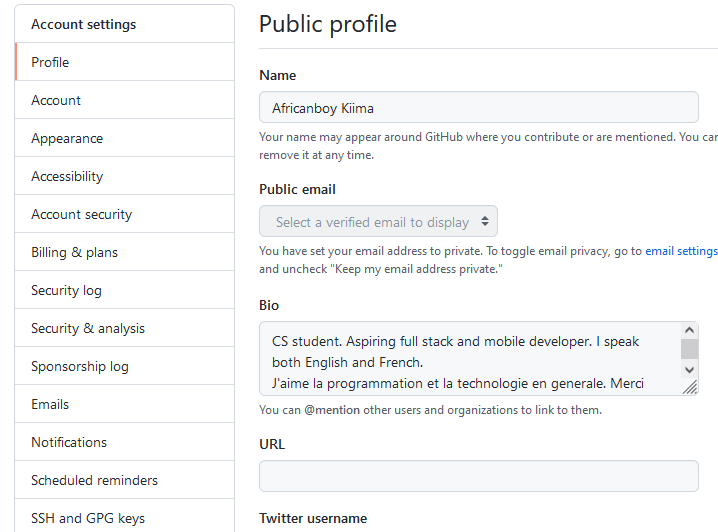 Account settings
Profile
Account
Appearance
Accessibility
Account security
Billing & plans
Security log
Security & analysis
Sponsorship log
Emails
Notifications
Scheduled reminders
SSH and GPG keys
Public profile
Name
Africanboy Kiima
Your name may appear around GitHub where you contribute or are mentioned. You can
remove it at any time.
Public email
Select a verified email to display
You have set your email address to private. To toggle email privacy, go to email settings
and uncheck "Keep my email address private."
Bio
CS student. Aspiring full stack and mobile developer. I speak
both English and French.
J'aime la programmation et la technologie en generale. Merci
You can @mention other users and organizations to link to them.
URL
Twitter username